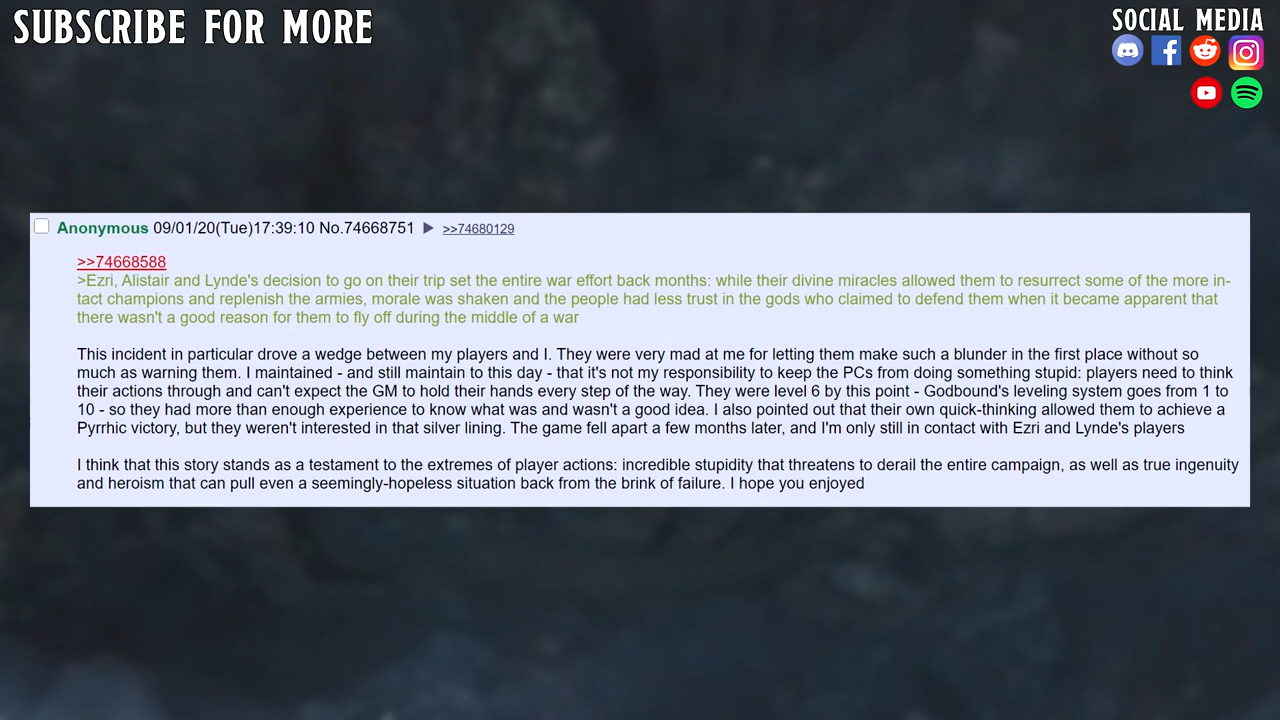 SUBSCRIBE FOR MORE
SOCIAL MEDIA
Anonymous 09/01/20(Tue)17:39:10 No.74668751 ▶ >>74680129
>>74668588
>Ezri, Alistair and Lynde's decision to go on their trip set the entire war effort back months: while their divine miracles allowed them to resurrect some of the more in-
tact champions and replenish the armies, morale was shaken and the people had less trust in the gods who claimed to defend them when it became apparent that
there wasn't a good reason for them to fly off during the middle of a war
This incident in particular drove a wedge between my players and I. They were very mad at me for letting them make such a blunder in the first place without so
much as warning them. I maintained - and still maintain to this day - that it's not my responsibility to keep the PCs from doing something stupid: players need to think
their actions through and can't expect the GM to hold their hands every step of the way. They were level 6 by this point - Godbound's leveling system goes from 1 to
10 - so they had more than enough experience to know what was and wasn't a good idea. I also pointed out that their own quick-thinking allowed them to achieve a
Pyrrhic victory, but they weren't interested in that silver lining. The game fell apart a few months later, and I'm only still in contact with Ezri and Lynde's players
I think that this story stands as a testament to the extremes of player actions: incredible stupidity that threatens to derail the entire campaign, as well as true ingenuity
and heroism that can pull even a seemingly-hopeless situation back from the brink of failure. I hope you enjoyed